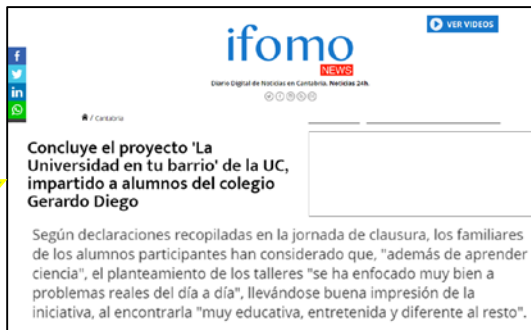 VER VIDEOS
ifomo
NEWS
Diario Digital de Noticias en Cantabria. Noticias 24h.
/ Cantabria
Concluye el proyecto 'La
Universidad en tu barrio' de la UC,
impartido a alumnos del colegio
Gerardo Diego
Según declaraciones recopiladas en la jornada de clausura, los familiares
de los alumnos participantes han considerado que, "además de aprender
ciencia", el planteamiento de los talleres "se ha enfocado muy bien a
problemas reales del día a día", llevándose buena impresión de la
iniciativa, al encontrarla "muy educativa, entretenida y diferente al resto".